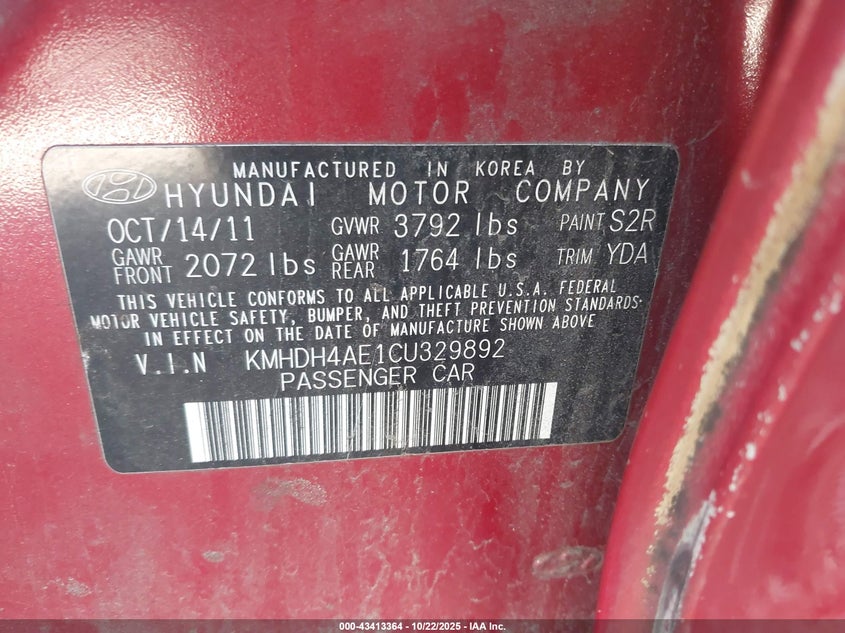 MANUFACTURED IN KOREA BY
HYUNDAI MOTOR COMPANY
OCT/14/11 GVWR 3792 lbs PAINT S2R
GAWR FRONT 2072 lbs GAWR REAR 1764 lbs TRIM YDA
THIS VEHICLE CONFORMS TO ALL APPLICABLE U.S.A. FEDERAL
MOTOR VEHICLE SAFETY, BUMPER, AND THEFT PREVENTION STANDARDS
IN EFFECT ON THE DATE OF MANUFACTURE SHOWN ABOVE
V.I.N KMHDH4AE1CU329892
PASSENGER CAR
000-43413364 - 10/22/2025 - IAA Inc.